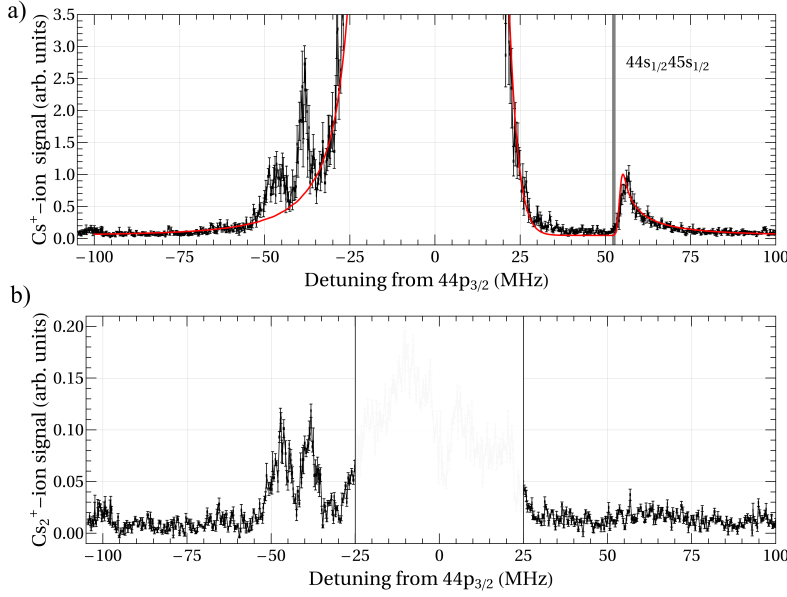 a)
Cs⁺−ion signal (arb. units)
3.5
3.0
2.5
2.0
1.5
1.0
0.5
0.0
44s₁/₂45s₁/₂
−100 −75 −50 −25 0 25 50 75 100
Detuning from 44p₃/₂ (MHz)
b)
Cs₂⁺−ion signal (arb. units)
0.20
0.15
0.10
0.05
0.00
−100 −75 −50 −25 0 25 50 75 100
Detuning from 44p₃/₂ (MHz)